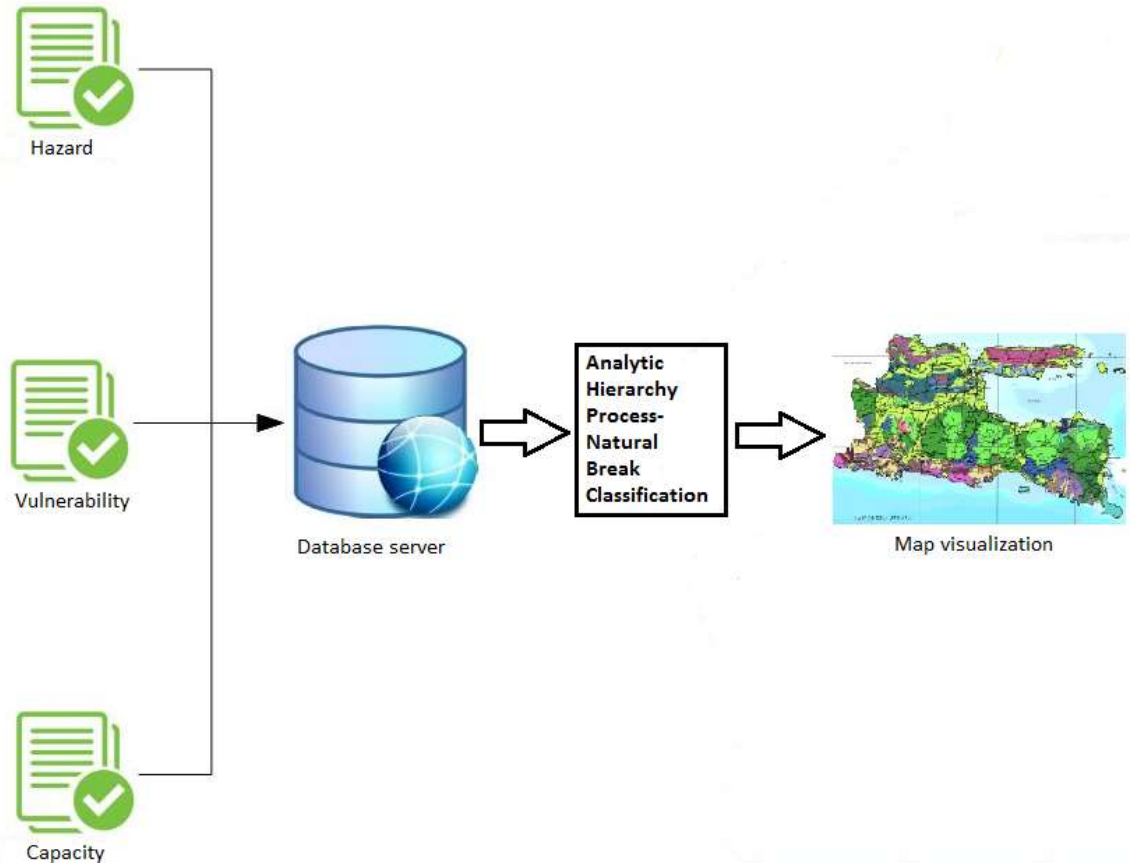 Hazard
Vulnerability
Capacity
Database server
Analytic
Hierarchy
Process-
Natural
Break
Classification
Map visualization